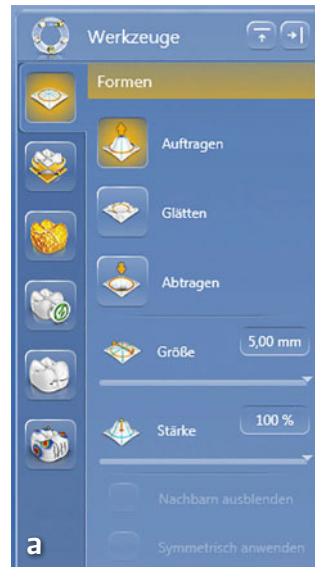 Werkzeuge
Formen
Auftragen
Glätten
Abtragen
Größe 5,00 mm
Stärke 100 %
Nachbarn ausblenden
Symmetrisch anwenden
a